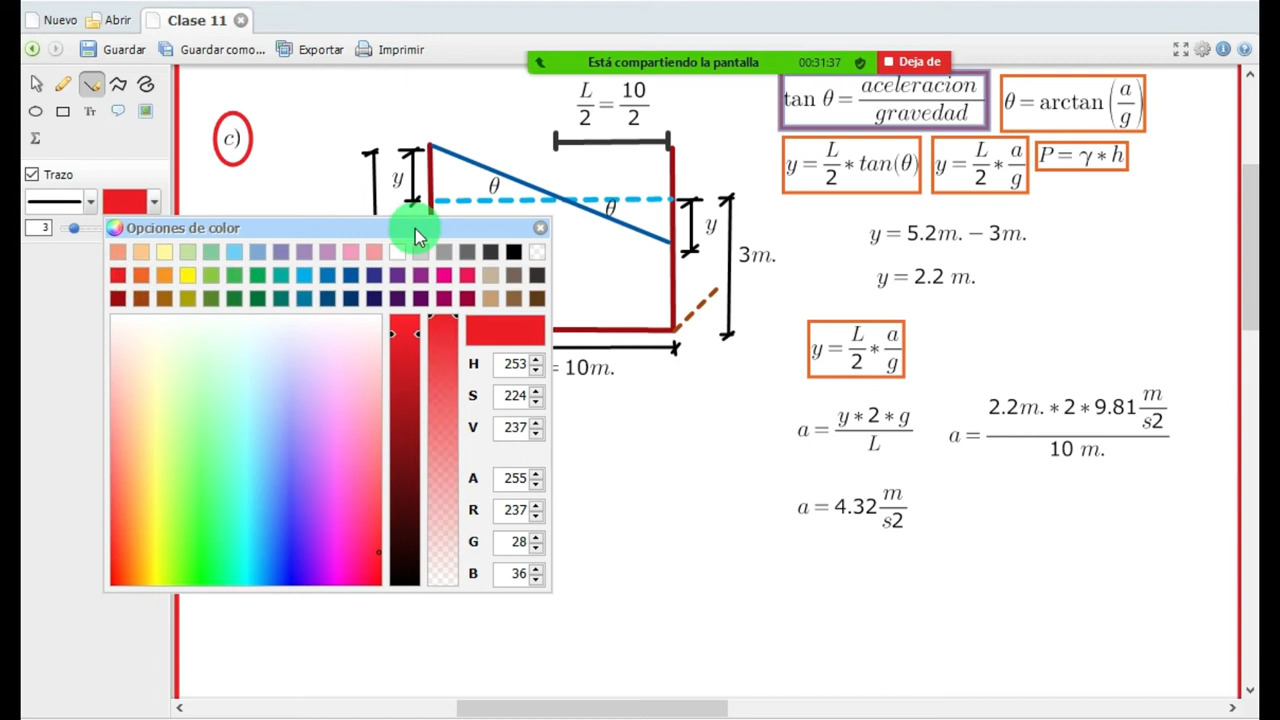 Nuevo Abrir Clase 11
Guardar Guardar como... Exportar Imprimir
Está compartiendo la pantalla 00:31:37 Deja de
L/2 = 10/2
tan θ = aceleracion/gravedad
θ = arctan (a/g)
c)
y
θ
y = L/2 * tan(θ)
y = L/2 * a/g
P = γ * h
Σ
Tt
Trazo
3
θ
y
3m.
y = 5.2m. − 3m.
y = 2.2 m.
Opciones de color
H 253
S 224
V 237
A 255
R 237
G 28
B 36
= 10m.
y = L/2 * a/g
a = y * 2 * g/L
a = 2.2m. * 2 * 9.81 m/s2/10 m.
a = 4.32 m/s2